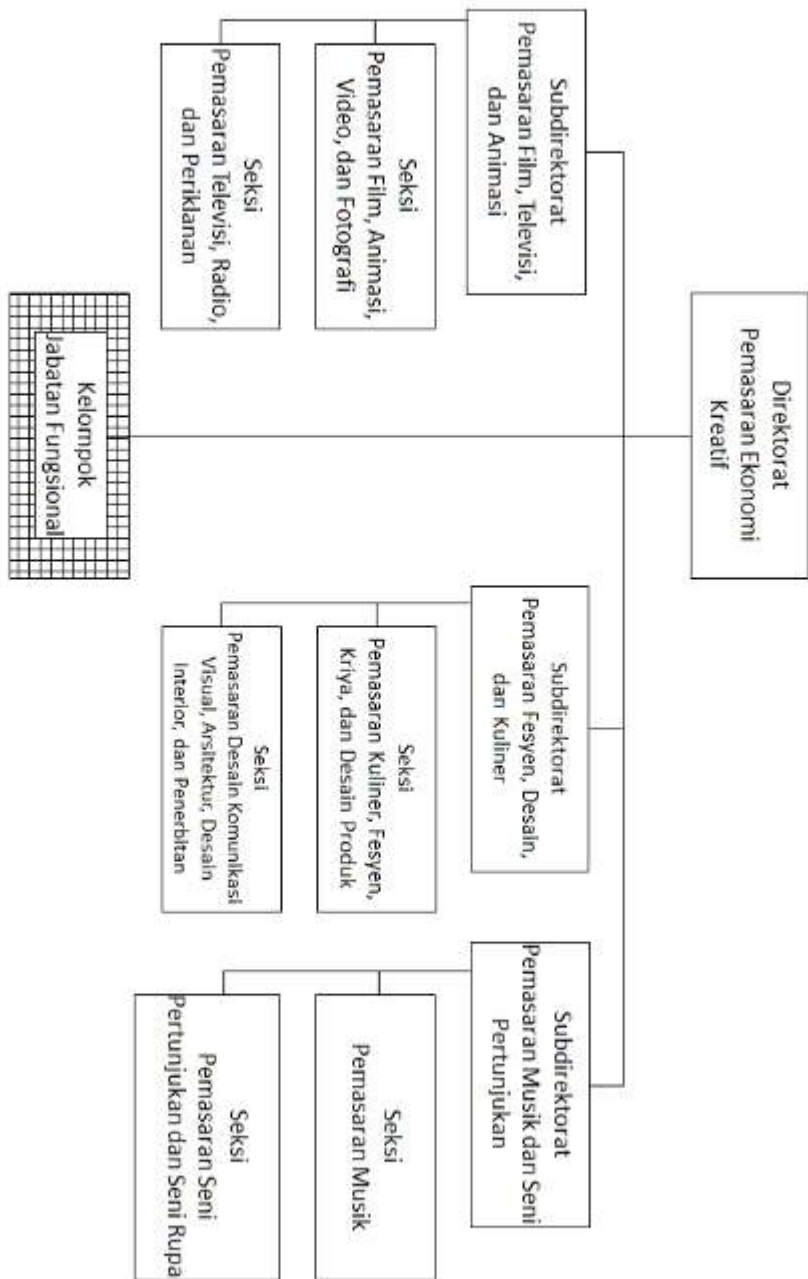 Direktorat
Pemasaran Ekonomi
Kreatif
Subdirektorat
Pemasaran Film, Televisi,
dan Animasi
Seksi
Pemasaran Film, Animasi,
Video, dan Fotografi
Seksi
Pemasaran Televisi, Radio,
dan Periklanan
Subdirektorat
Pemasaran Fesyen, Desain,
dan Kuliner
Seksi
Pemasaran Kuliner, Fesyen,
Kriya, dan Desain Produk
Seksi
Pemasaran Desain Komunikasi
Visual, Arsitektur, Desain
Interior, dan Penerbitan
Subdirektorat
Pemasaran Musik dan Seni
Pertunjukan
Seksi
Pemasaran Musik
Seksi
Pemasaran Seni
Pertunjukan dan Seni Rupa
Kelompok
Jabatan Fungsional